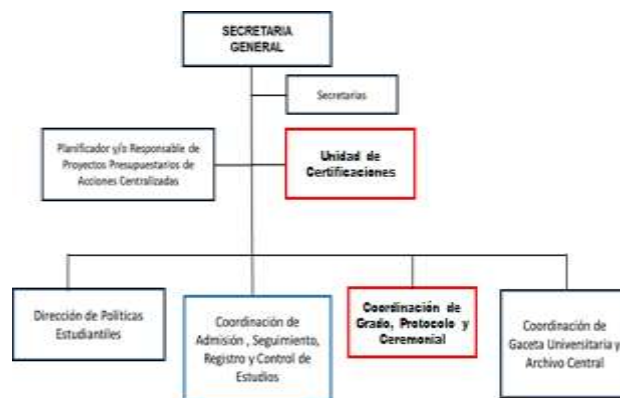 SECRETARIA
GENERAL
Secretarias
Planificador y/o Responsable de
Proyectos Presupuestarios de
Acciones Centralizadas
Unidad de
Certificaciones
Dirección de Políticas
Estudiantiles
Coordinación de
Admisión , Seguimiento,
Registro y Control de
Estudios
Coordinación de
Grado, Protocolo y
Ceremonial
Coordinación de
Gaceta Universitaria y
Archivo Central